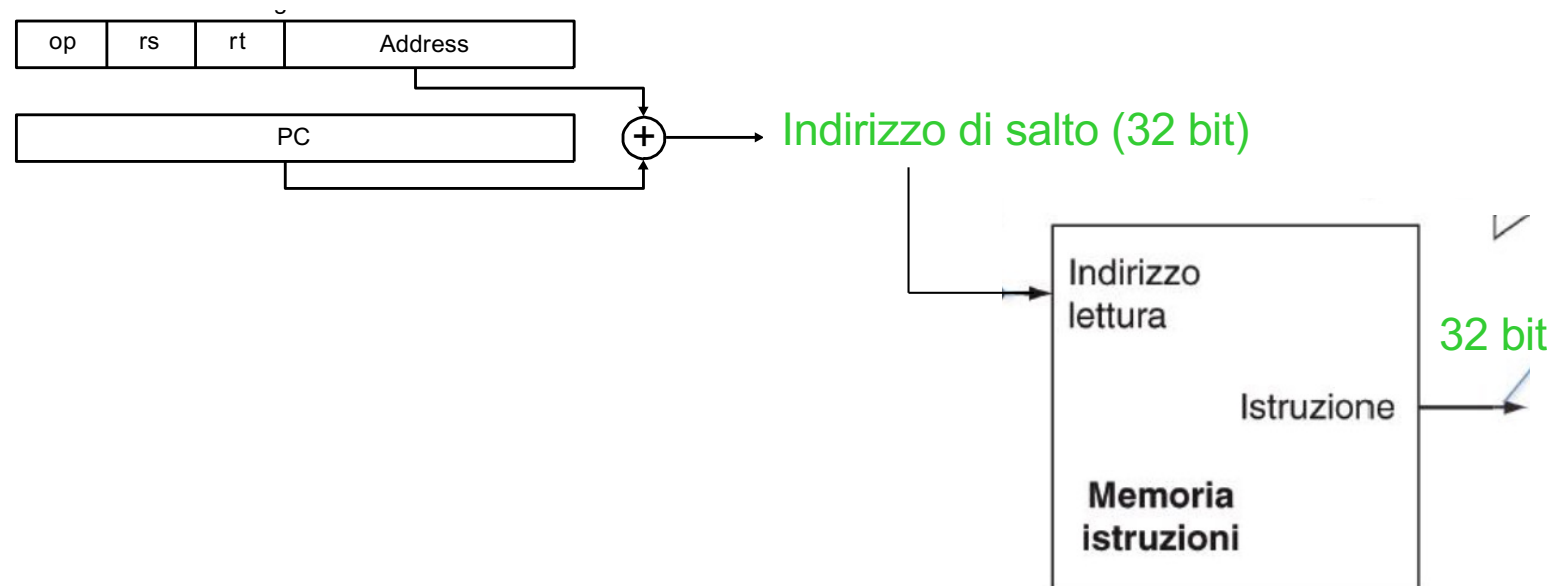 op rs rt Address
PC
+
Indirizzo di salto (32 bit)
Indirizzo
lettura
32 bit
Istruzione
Memoria
istruzioni